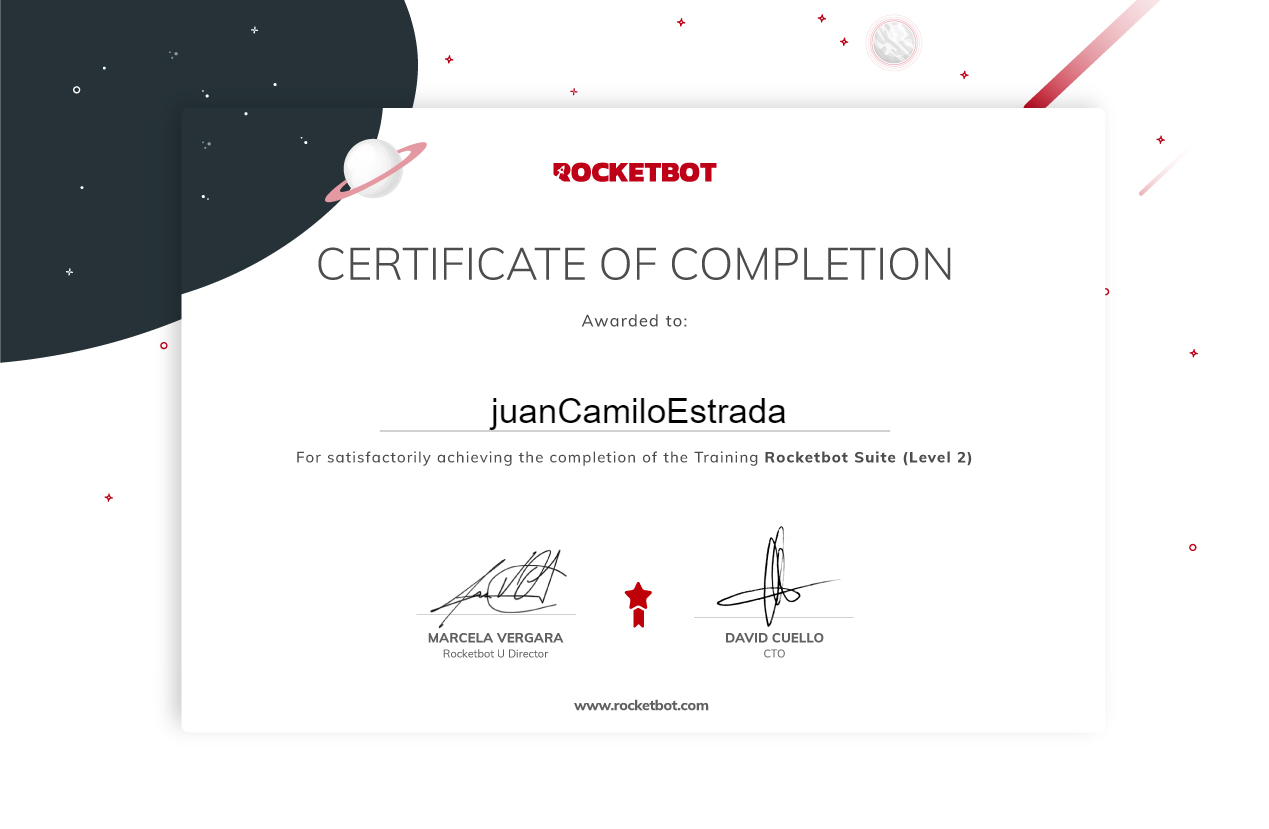 ROCKETBOT
CERTIFICATE OF COMPLETION
Awarded to:
juanCamiloEstrada
For satisfactorily achieving the completion of the Training Rocketbot Suite (Level 2)
MARCELA VERGARA
Rocketbot U Director
DAVID CUELLO
CTO
www.rocketbot.com